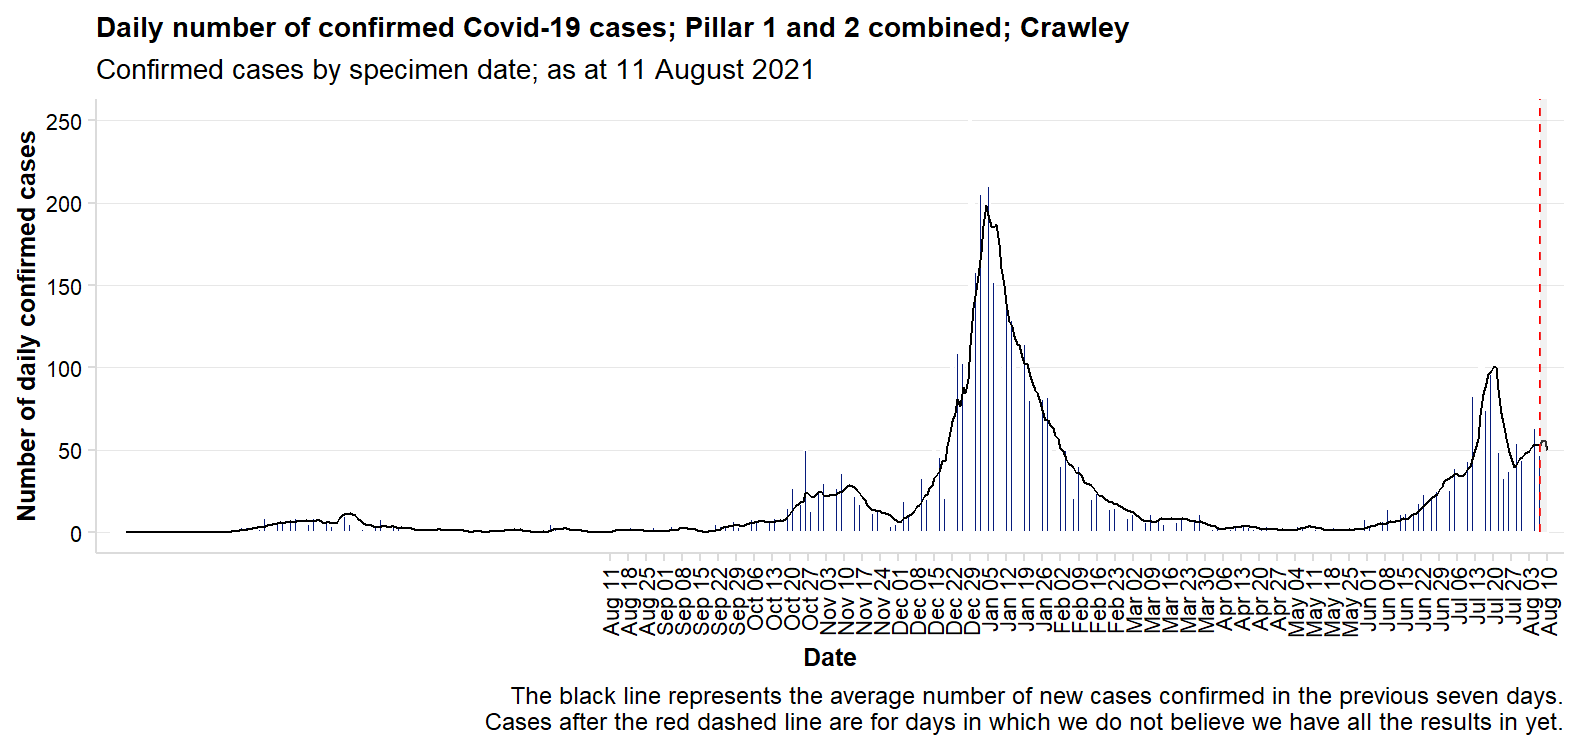 Daily number of confirmed Covid-19 cases; Pillar 1 and 2 combined; Crawley
Confirmed cases by specimen date; as at 11 August 2021
Number of daily confirmed cases
250
200
150
100
50
0
Aug 11
Aug 18
Aug 25
Sep 01
Sep 08
Sep 15
Sep 22
Sep 29
Oct 06
Oct 13
Oct 20
Oct 27
Nov 03
Nov 10
Nov 17
Nov 24
Dec 01
Dec 08
Dec 15
Dec 22
Dec 29
Jan 05
Jan 12
Jan 19
Jan 26
Feb 02
Feb 09
Feb 16
Feb 23
Mar 02
Mar 09
Mar 16
Mar 23
Mar 30
Apr 06
Apr 13
Apr 20
Apr 27
May 04
May 11
May 18
May 25
Jun 01
Jun 08
Jun 15
Jun 22
Jun 29
Jul 06
Jul 13
Jul 20
Jul 27
Aug 03
Aug 10
Date
The black line represents the average number of new cases confirmed in the previous seven days.
Cases after the red dashed line are for days in which we do not believe we have all the results in yet.